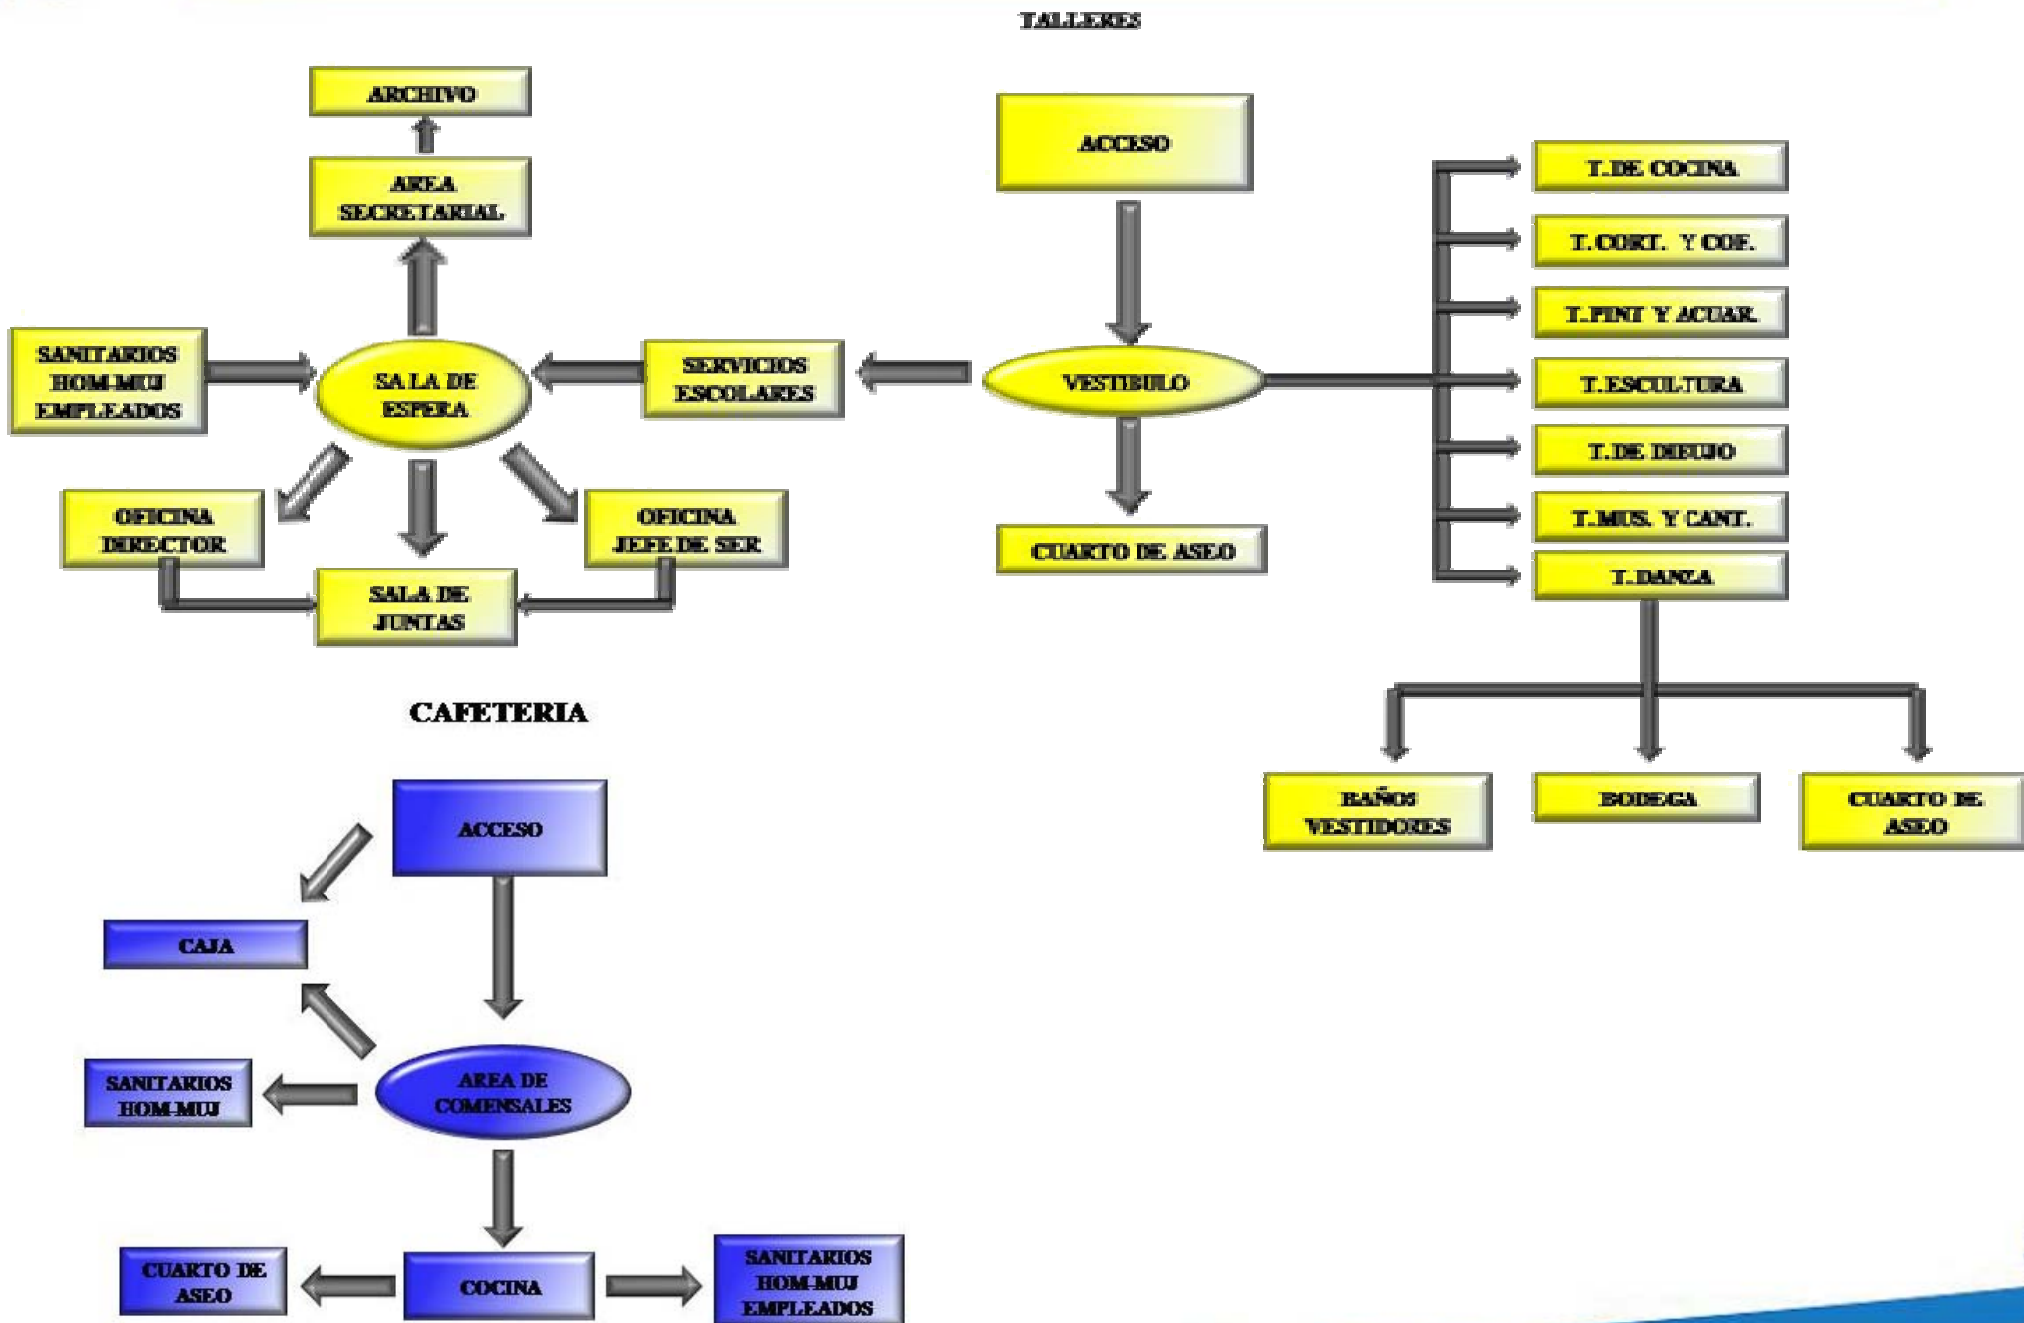 TALLERES
ARCHIVO
AREA
SECRETARIAL
SANITARIOS
HOM-MUJ
EMPLEADOS
SALA DE
ESPERA
SERVICIOS
ESCOLARES
OFICINA
DIRECTOR
OFICINA
JEFE DE SER
SALA DE
JUNTAS
ACCESO
VESTIBULO
CUARTO DE ASEO
T.DE COCINA
T.CORT. Y COF.
T.PINT Y ACUAR.
T.ESCULTURA
T.DE DIBUJO
T.MUS. Y CANT.
T.DANZA
BAÑOS
VESTIDORES
BODEGA
CUARTO DE
ASEO
CAFETERIA
ACCESO
CAJA
SANITARIOS
HOM-MUJ
AREA DE
COMENSALES
CUARTO DE
ASEO
COCINA
SANITARIOS
HOM-MUJ
EMPLEADOS